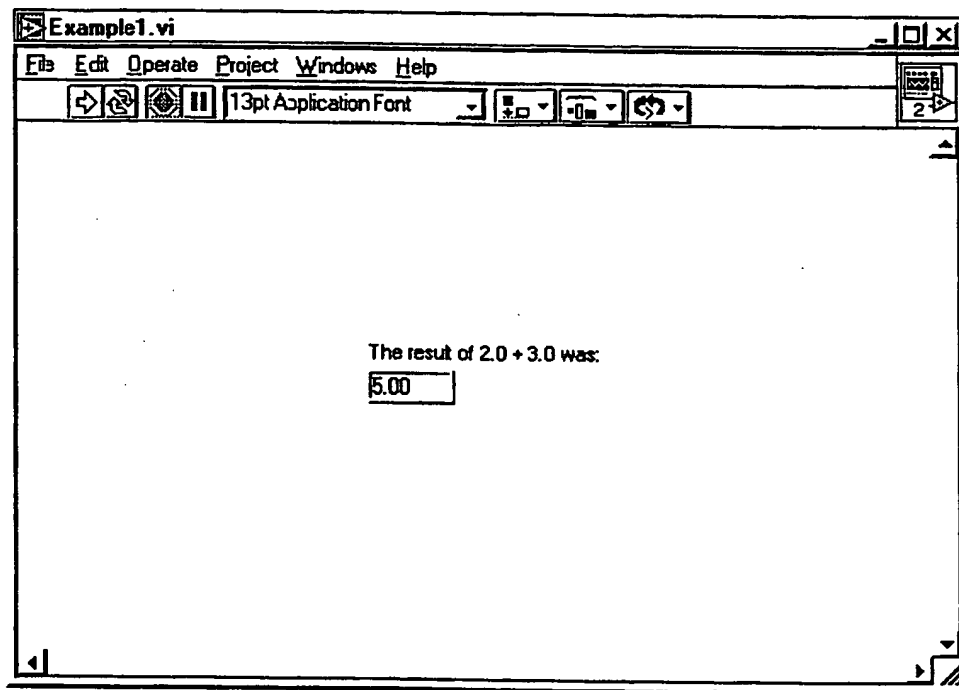 Example1.vi
File Edit Operate Project Windows Help
13pt Application Font
2
The result of 2.0 + 3.0 was:
5.00